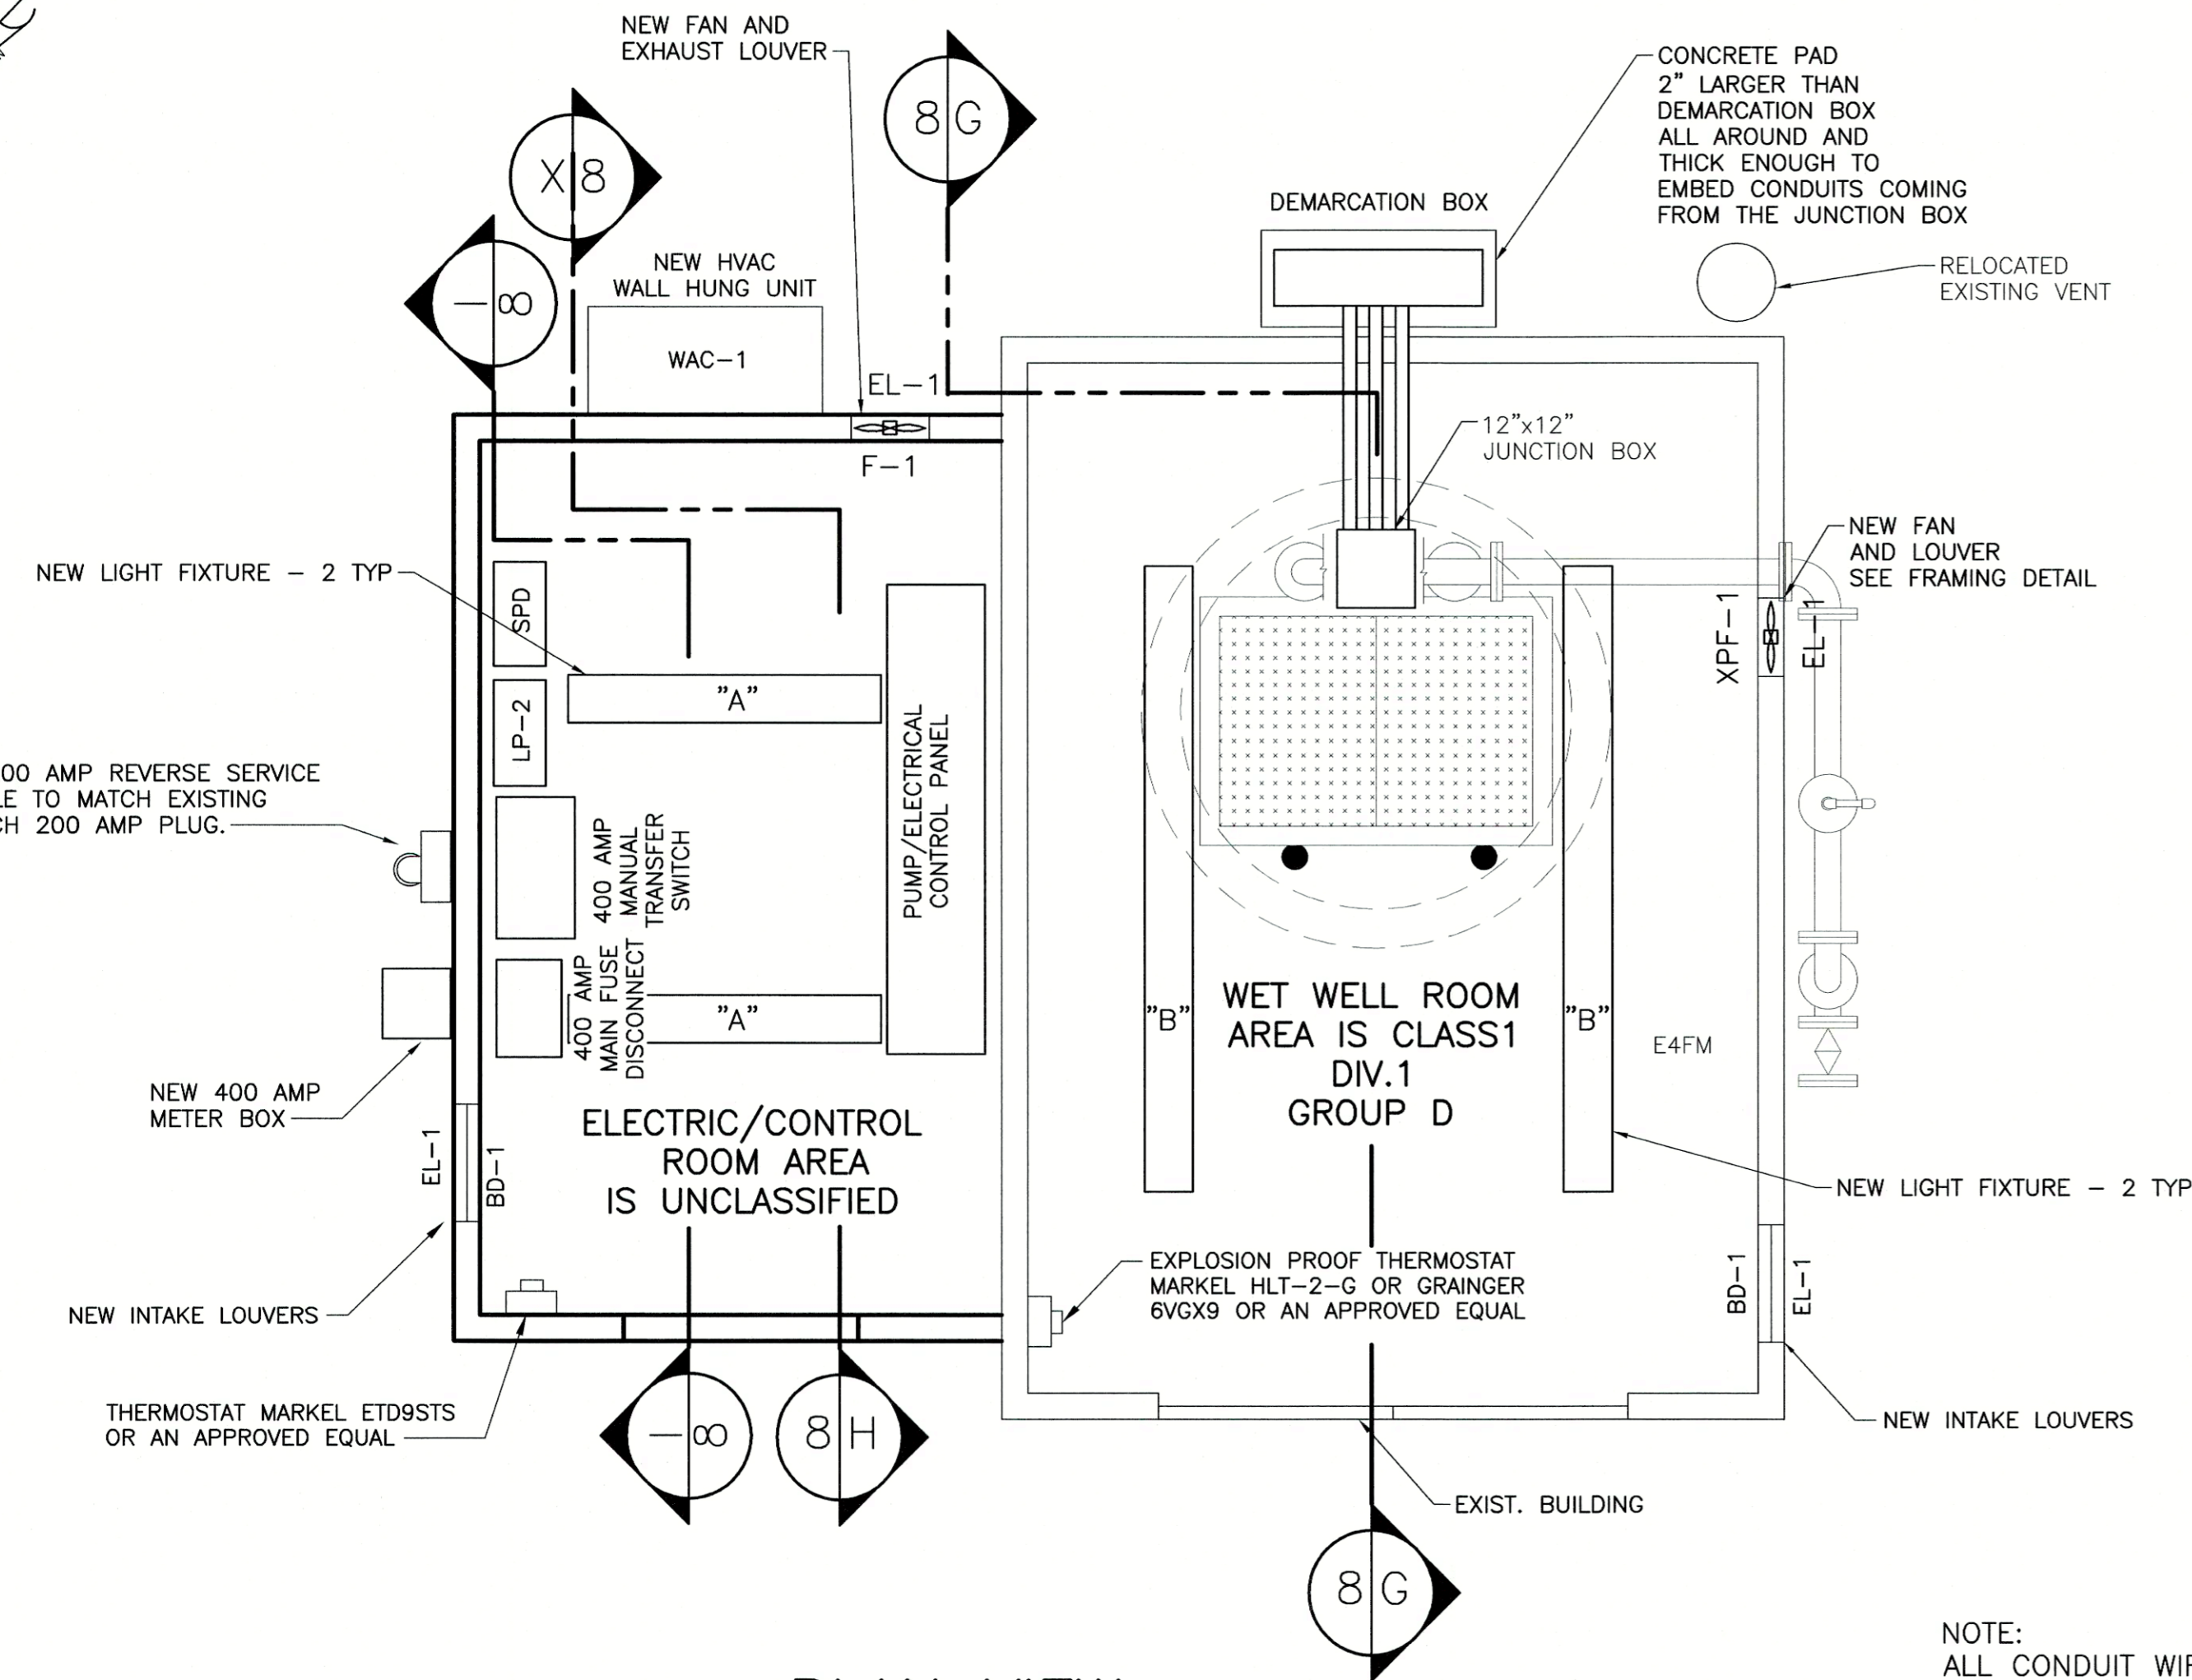 NEW FAN AND
EXHAUST LOUVER
8 G
X 8
I 8
CONCRETE PAD
2" LARGER THAN
DEMARCATION BOX
ALL AROUND AND
THICK ENOUGH TO
EMBED CONDUITS COMING
FROM THE JUNCTION BOX
DEMARCATION BOX
RELOCATED
EXISTING VENT
NEW HVAC
WALL HUNG UNIT
WAC-1
EL-1
F-1
12"x12"
JUNCTION BOX
NEW FAN
AND LOUVER
SEE FRAMING DETAIL
XPF-1
EL-1
NEW LIGHT FIXTURE - 2 TYP
SPD
LP-2
"A"
PUMP/ELECTRICAL
CONTROL PANEL
00 AMP REVERSE SERVICE
LE TO MATCH EXISTING
CH 200 AMP PLUG.
400 AMP
MANUAL
TRANSFER
SWITCH
400 AMP
MAIN FUSE
DISCONNECT
"A"
"B"
WET WELL ROOM
AREA IS CLASS1
DIV.1
GROUP D
"B"
E4FM
NEW 400 AMP
METER BOX
EL-1
BD-1
ELECTRIC/CONTROL
ROOM AREA
IS UNCLASSIFIED
NEW LIGHT FIXTURE - 2 TYP
EXPLOSION PROOF THERMOSTAT
MARKEL HLT-2-G OR GRAINGER
6VGX9 OR AN APPROVED EQUAL
BD-1
EL-1
NEW INTAKE LOUVERS
THERMOSTAT MARKEL ETD9STS
OR AN APPROVED EQUAL
I 8
8 H
NEW INTAKE LOUVERS
EXIST. BUILDING
8 G
NOTE:
ALL CONDUIT WIR